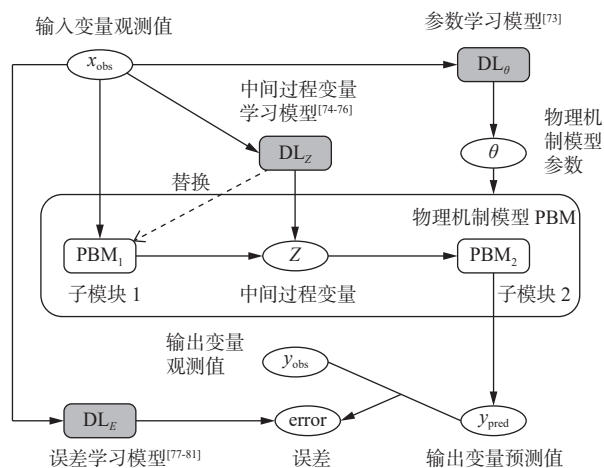 输入变量观测值
参数学习模型[73]
x_obs
DL_θ
中间过程变量
学习模型[74-76]
DL_Z
物理机
制模型
参数
θ
替换
物理机制模型 PBM
PBM_1
Z
PBM_2
子模块 1
中间过程变量
子模块 2
输出变量
观测值
y_obs
DL_E
error
y_pred
误差学习模型[77-81]
误差
输出变量预测值